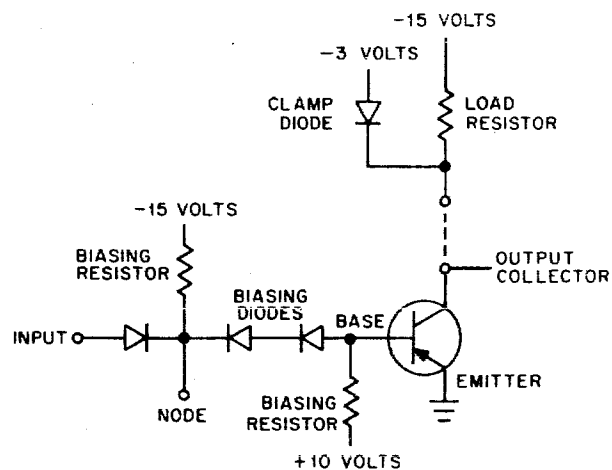 -15 VOLTS
-3 VOLTS
CLAMP
DIODE
LOAD
RESISTOR
-15 VOLTS
BIASING
RESISTOR
BIASING
DIODES
OUTPUT
COLLECTOR
INPUT
BASE
NODE
BIASING
RESISTOR
EMITTER
+10 VOLTS